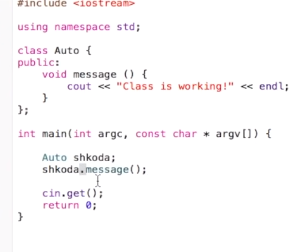 #include <iostream>
using namespace std;
class Auto {
public:
void message () {
cout << "Class is working!" << endl;
}
};
int main(int argc, const char * argv[]) {
Auto shkoda;
shkoda.message();
cin.get();
return 0;
}